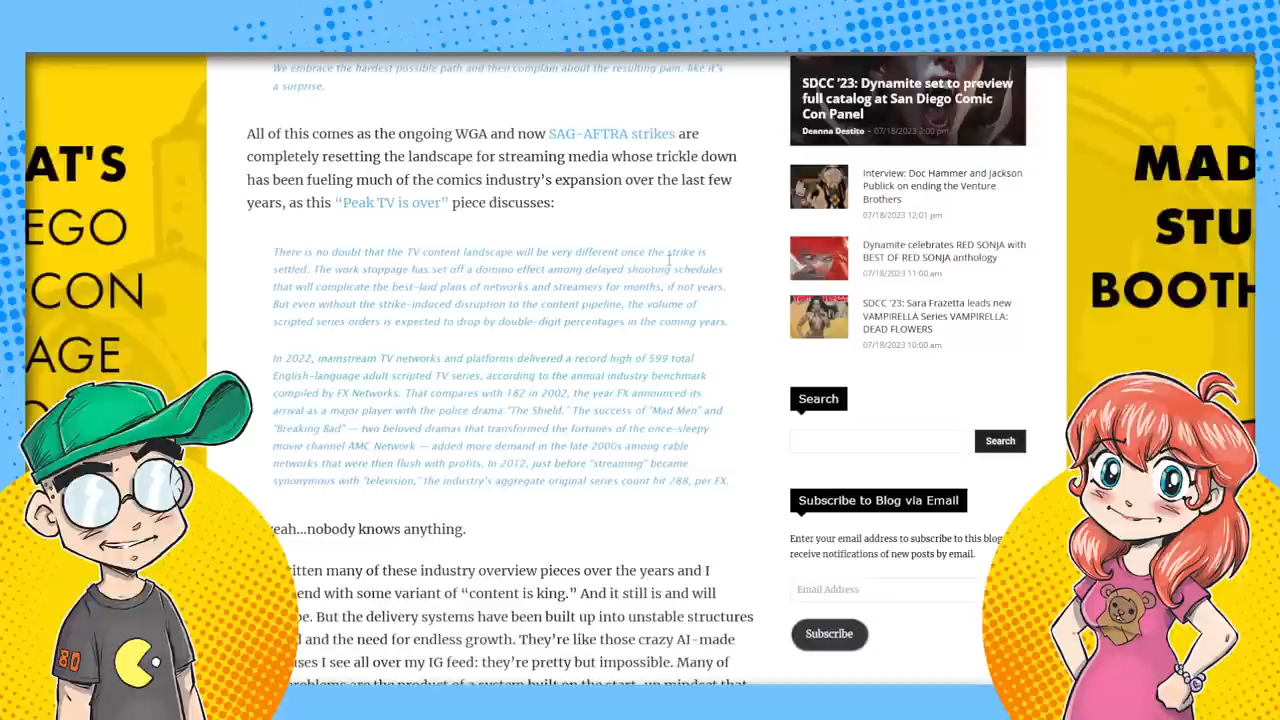 We embrace the hardest possible path and then complain about the resulting pain, like it's
a surprise.
All of this comes as the ongoing WGA and now SAG-AFTRA strikes are
completely resetting the landscape for streaming media whose trickle down
has been fueling much of the comics industry's expansion over the last few
years, as this "Peak TV is over" piece discusses:
There is no doubt that the TV content landscape will be very different once the strike is
settled. The work stoppage has set off a domino effect among delayed shooting schedules
that will complicate the best-laid plans of networks and streamers for months, if not years.
But even without the strike-induced disruption to the content pipeline, the volume of
scripted series orders is expected to drop by double-digit percentages in the coming years.
In 2022, mainstream TV networks and platforms delivered a record high of 599 total
English-language adult scripted TV series, according to the annual industry benchmark
compiled by FX Networks. That compares with 182 in 2002, the year FX announced its
arrival as a major player with the police drama "The Shield." The success of "Mad Men" and
"Breaking Bad" — two beloved dramas that transformed the fortunes of the once-sleepy
movie channel AMC Network — added more demand in the late 2000s among cable
networks that were then flush with profits. In 2012, just before "streaming" became
synonymous with "television," the industry's aggregate original series count hit 288, per FX.
eah...nobody knows anything.
itten many of these industry overview pieces over the years and I
end with some variant of "content is king." And it still is and will
be. But the delivery systems have been built up into unstable structures
and the need for endless growth. They're like those crazy AI-made
uses I see all over my IG feed: they're pretty but impossible. Many of
problems are the product of a system built on the start-up mindset that
SDCC '23: Dynamite set to preview
full catalog at San Diego Comic
Con Panel
Deanna Destito - 07/18/2023 2:00 pm
Interview: Doc Hammer and Jackson
Publick on ending the Venture
Brothers
07/18/2023 12:01 pm
Dynamite celebrates RED SONJA with
BEST OF RED SONJA anthology
07/18/2023 11:00 am
SDCC '23: Sara Frazetta leads new
VAMPIRELLA Series VAMPIRELLA:
DEAD FLOWERS
07/18/2023 10:00 am
Search
Search
Subscribe to Blog via Email
Enter your email address to subscribe to this blog
receive notifications of new posts by email.
Email Address
Subscribe
AT'S
EGO
CON
AGE
MAD
STU
BOOTH
80